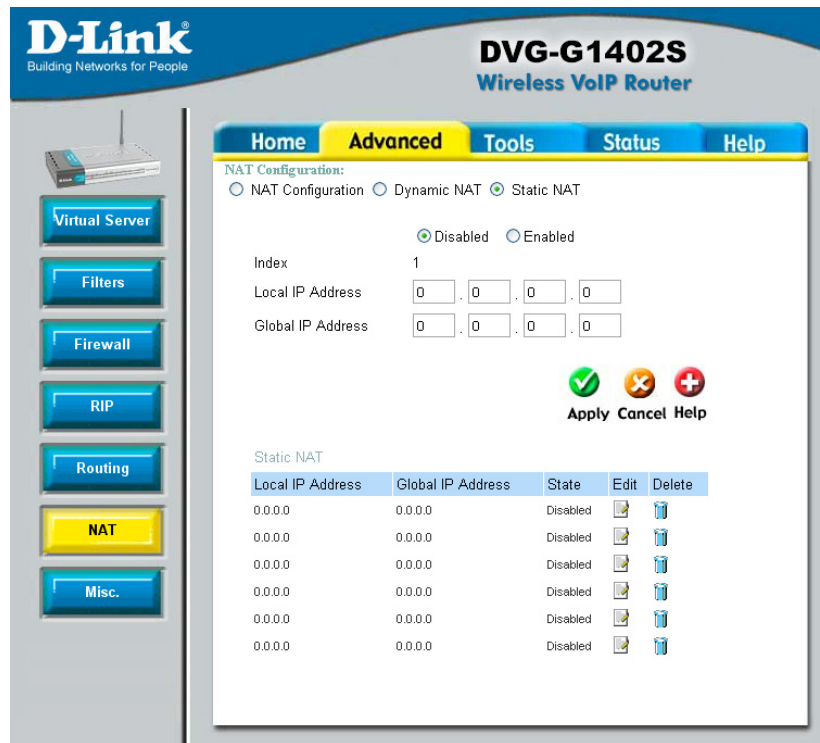 D-Link®
Building Networks for People
DVG-G1402S
Wireless VoIP Router
Home Advanced Tools Status Help
NAT Configuration:
NAT Configuration Dynamic NAT Static NAT
Disabled Enabled
Index 1
Local IP Address 0 . 0 . 0 . 0
Global IP Address 0 . 0 . 0 . 0
Apply Cancel Help
Static NAT
Local IP Address Global IP Address State Edit Delete
0.0.0.0 0.0.0.0 Disabled
0.0.0.0 0.0.0.0 Disabled
0.0.0.0 0.0.0.0 Disabled
0.0.0.0 0.0.0.0 Disabled
0.0.0.0 0.0.0.0 Disabled
0.0.0.0 0.0.0.0 Disabled
Virtual Server
Filters
Firewall
RIP
Routing
NAT
Misc.